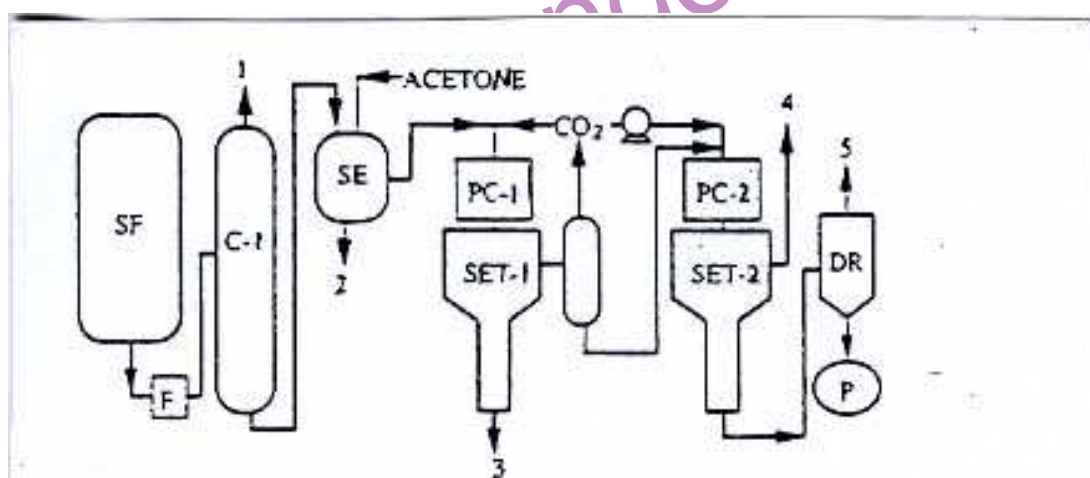 1
ACETONE
4
CO₂
5
SE
PC-1
PC-2
SF
C-1
2
SET-1
SET-2
DR
F
P
3